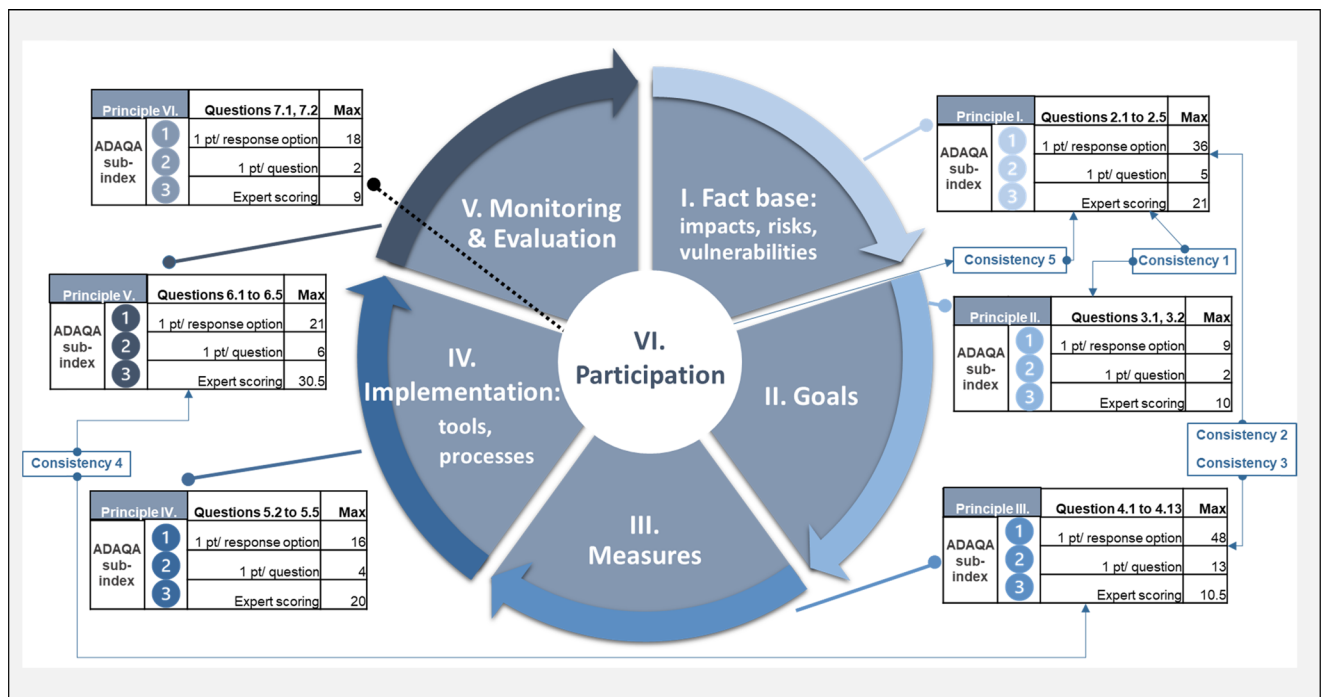 Principle VI. Questions 7.1, 7.2 Max
ADAQA sub-index
1 1 pt/ response option 18
2 1 pt/ question 2
3 Expert scoring 9
Principle V. Questions 6.1 to 6.5 Max
ADAQA sub-index
1 1 pt/ response option 21
2 1 pt/ question 6
3 Expert scoring 30.5
Consistency 4
Principle IV. Questions 5.2 to 5.5 Max
ADAQA sub-index
1 1 pt/ response option 16
2 1 pt/ question 4
3 Expert scoring 20
V. Monitoring
& Evaluation
I. Fact base:
impacts, risks,
vulnerabilities
VI.
Participation
IV.
Implementation:
tools,
processes
II. Goals
III.
Measures
Principle I. Questions 2.1 to 2.5 Max
ADAQA sub-index
1 1 pt/ response option 36
2 1 pt/ question 5
3 Expert scoring 21
Consistency 5
Consistency 1
Principle II. Questions 3.1, 3.2 Max
ADAQA sub-index
1 1 pt/ response option 9
2 1 pt/ question 2
3 Expert scoring 10
Consistency 2
Consistency 3
Principle III. Question 4.1 to 4.13 Max
ADAQA sub-index
1 1 pt/ response option 48
2 1 pt/ question 13
3 Expert scoring 10.5